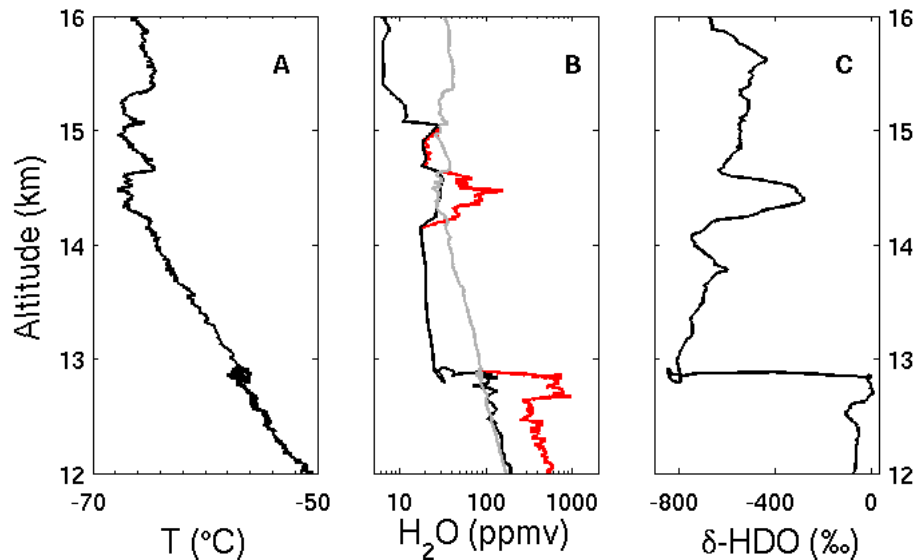 16
15
14
13
12
Altitude (km)
A
-70
-50
T (°C)
B
10
100
1000
H₂O (ppmv)
C
16
15
14
13
12
-800
-400
0
δ-HDO (‰)